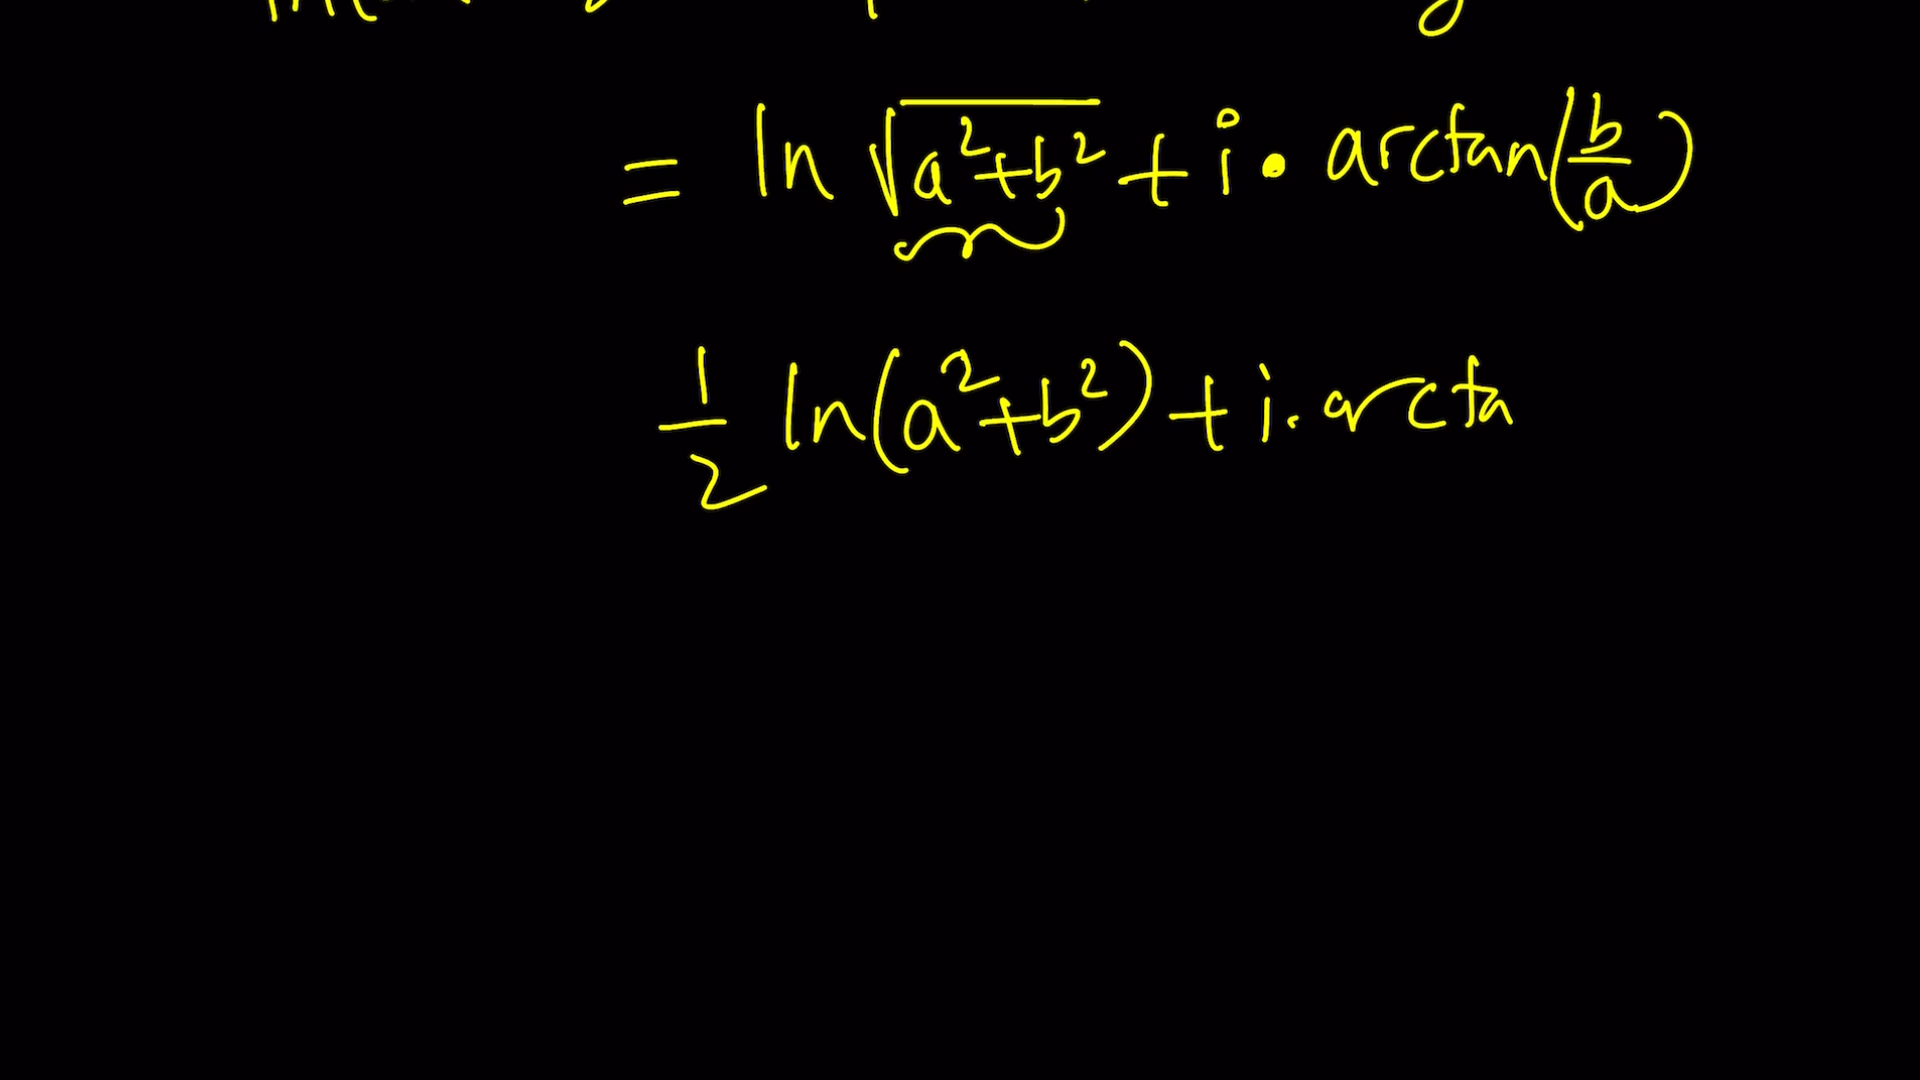 = ln √(a²+b²) + i • arctan(b/a)
1/2 ln(a²+b²) + i. arcta